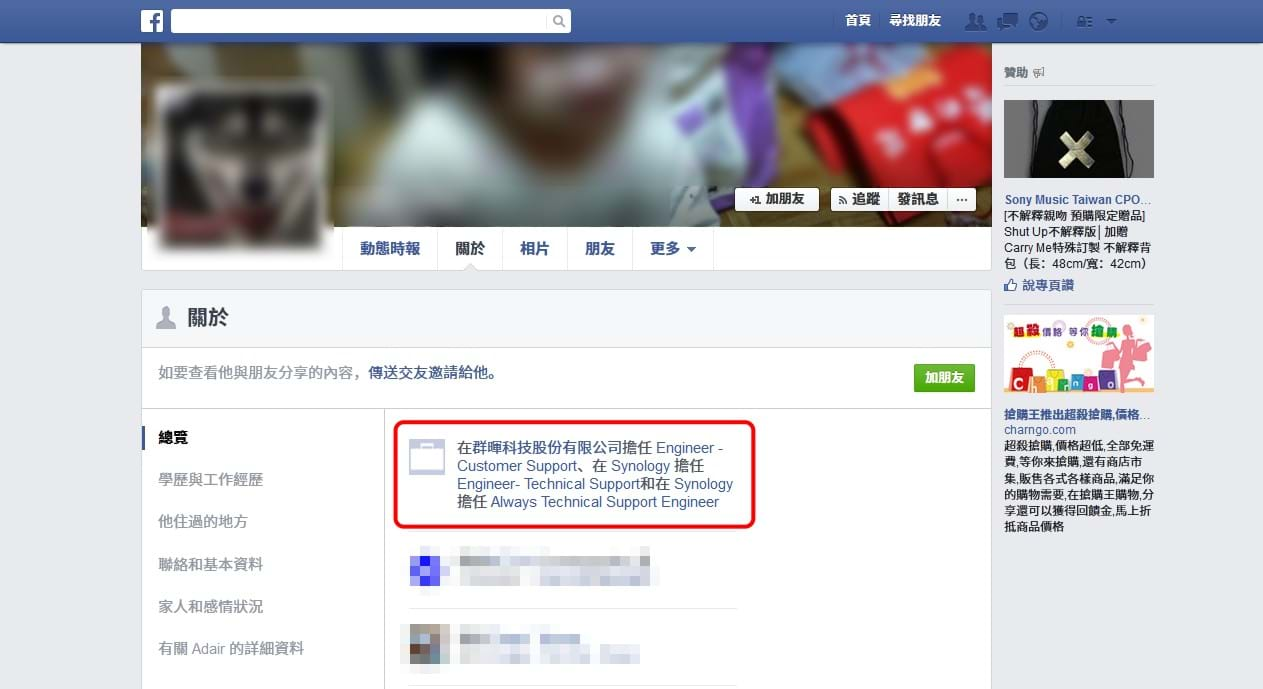 首頁 尋找朋友
加朋友 追蹤 發訊息 ...
動態時報 關於 相片 朋友 更多
關於
如要查看他與朋友分享的內容，傳送交友邀請給他。
加朋友
總覽
學歷與工作經歷
他住過的地方
聯絡和基本資料
家人和感情狀況
有關 Adair 的詳細資料
在群暉科技股份有限公司擔任 Engineer -
Customer Support、在 Synology 擔任
Engineer- Technical Support和在 Synology
擔任 Always Technical Support Engineer
贊助
Sony Music Taiwan CPO...
[不解釋親吻 預購限定贈品]
Shut Up不解釋版│加贈
Carry Me特殊訂製 不解釋背
包（長：48cm/寬：42cm）
說專頁讚
超殺價格 等你搶購
Charngo
搶購王推出超殺搶購,價格...
charngo.com
超殺搶購,價格超低,全部免運
費,等你來搶購,還有商店市
集,販售各式各樣商品,滿足你
的購物需要,在搶購王購物,分
享還可以獲得回饋金,馬上折
抵商品價格